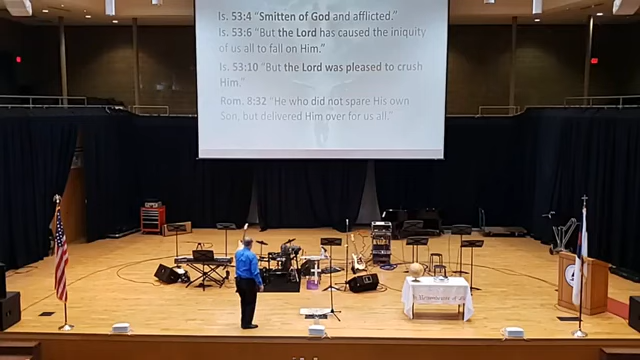 Is. 53:4 “Smitten of God and afflicted.”
Is. 53:6 “But the Lord has caused the iniquity
of us all to fall on Him.”
Is. 53:10 “But the Lord was pleased to crush
Him.”
Rom. 8:32 “He who did not spare His own
Son, but delivered Him over for us all.”